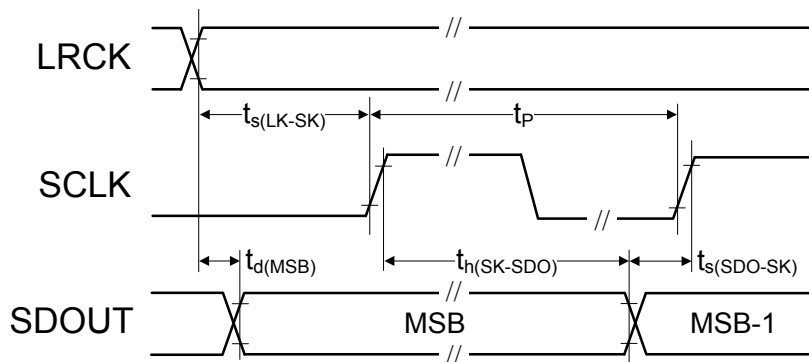 LRCK
//
//
ts(LK-SK) tP
SCLK
//
//
td(MSB) th(SK-SDO) ts(SDO-SK)
//
SDOUT MSB MSB-1
//